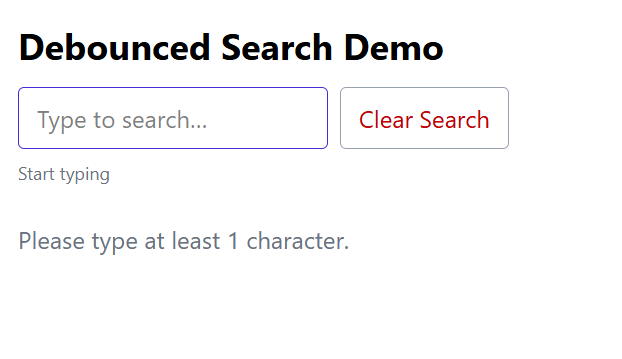 Debounced Search Demo
Type to search...
Clear Search
Start typing
Please type at least 1 character.